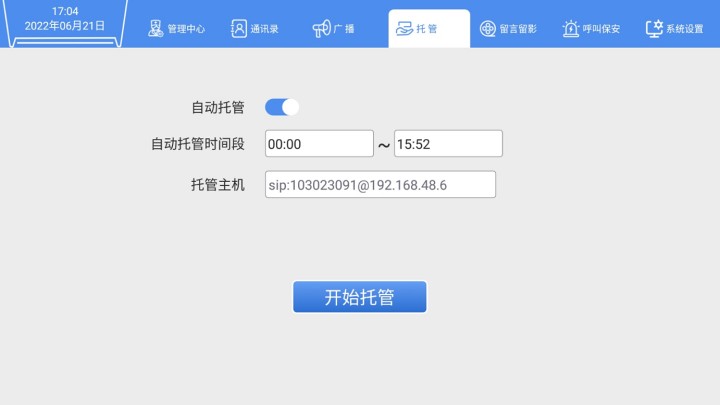 17:04
2022年06月21日
管理中心 通讯录 广播 托管 留言留影 呼叫保安 系统设置
自动托管
自动托管时间段 00:00 ~ 15:52
托管主机 sip:103023091@192.168.48.6
开始托管